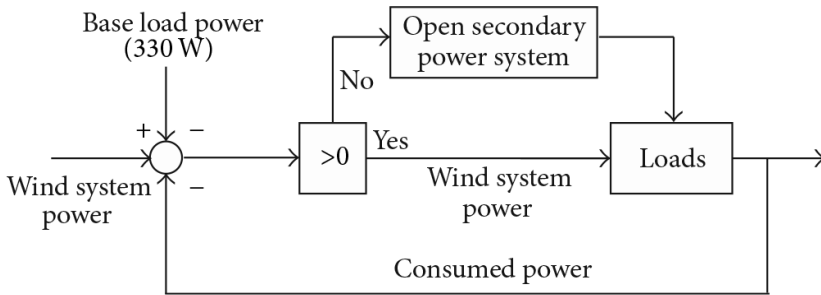 Base load power
(330 W)
Open secondary
power system
No
+
−
>0
Yes
Loads
Wind system
power
−
Wind system
power
Consumed power